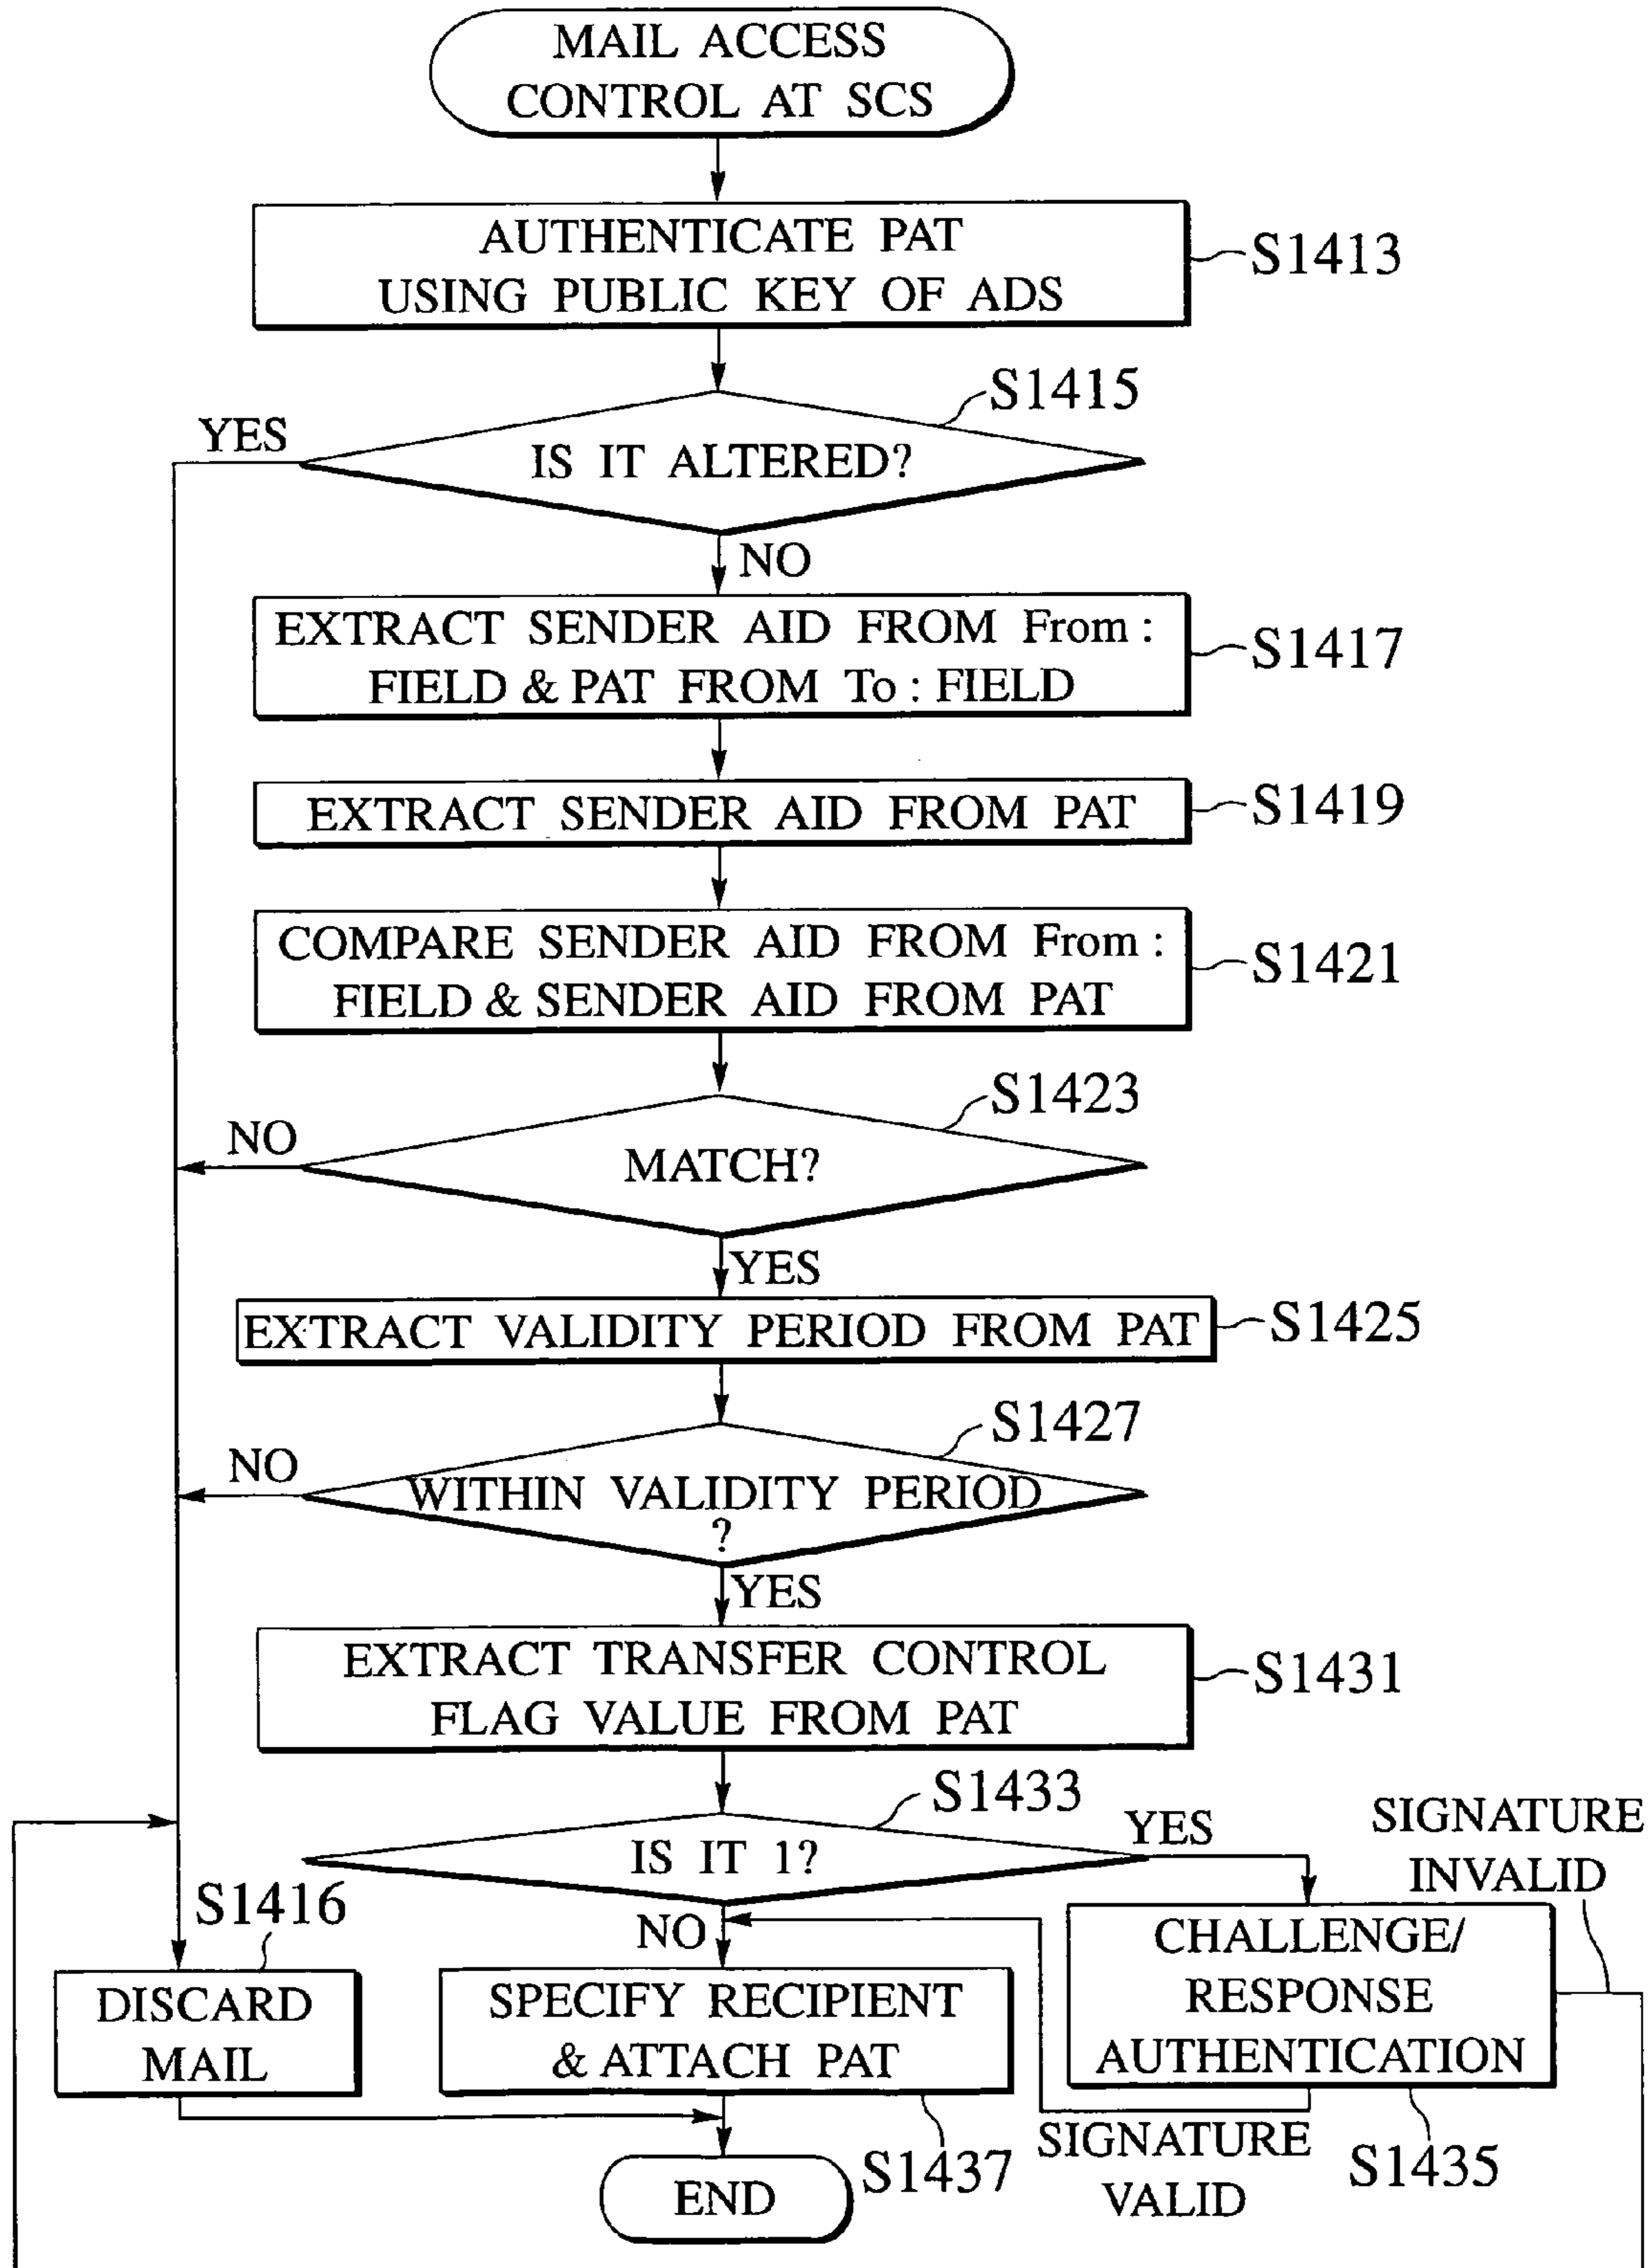 MAIL ACCESS
CONTROL AT SCS
AUTHENTICATE PAT
USING PUBLIC KEY OF ADS
S1413
S1415
YES
IS IT ALTERED?
NO
EXTRACT SENDER AID FROM From :
FIELD & PAT FROM To : FIELD
S1417
EXTRACT SENDER AID FROM PAT
S1419
COMPARE SENDER AID FROM From :
FIELD & SENDER AID FROM PAT
S1421
S1423
NO
MATCH?
YES
EXTRACT VALIDITY PERIOD FROM PAT
S1425
S1427
NO
WITHIN VALIDITY PERIOD
?
YES
EXTRACT TRANSFER CONTROL
FLAG VALUE FROM PAT
S1431
S1433
IS IT 1?
YES
SIGNATURE
INVALID
S1416
NO
DISCARD
MAIL
SPECIFY RECIPIENT
& ATTACH PAT
CHALLENGE/
RESPONSE
AUTHENTICATION
S1437
SIGNATURE
VALID
S1435
END